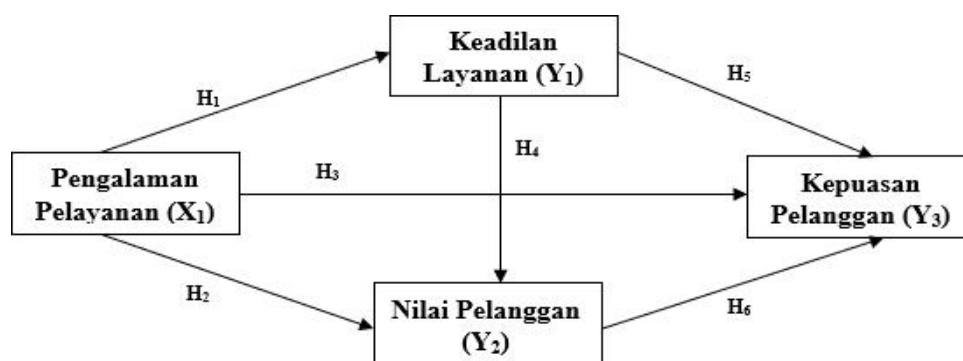 Keadilan
Layanan (Y₁)
H₁
H₅
H₄
Pengalaman
Pelayanan (X₁)
H₃
Kepuasan
Pelanggan (Y₃)
H₂
Nilai Pelanggan
(Y₂)
H₆